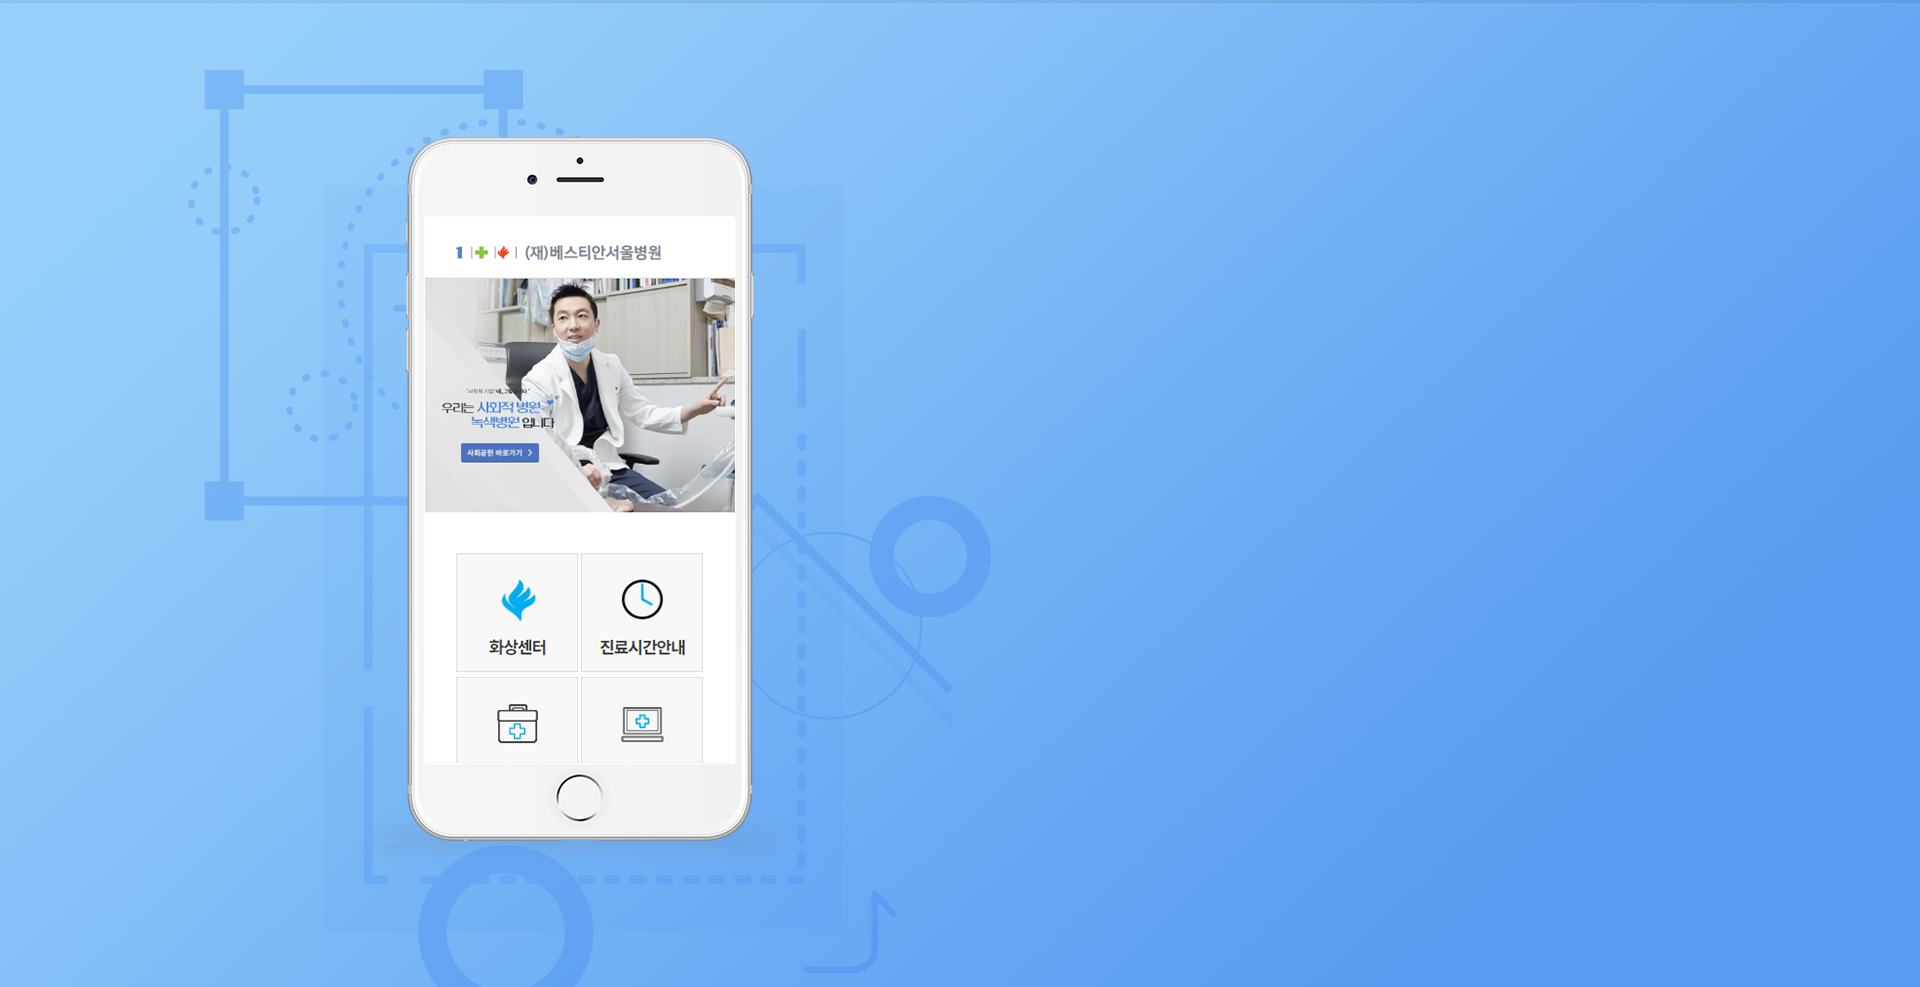 (재)베스티안서울병원
우리는 사회적 병원
녹색병원 입니다
사회공헌 바로가기 >
화상센터
진료시간안내